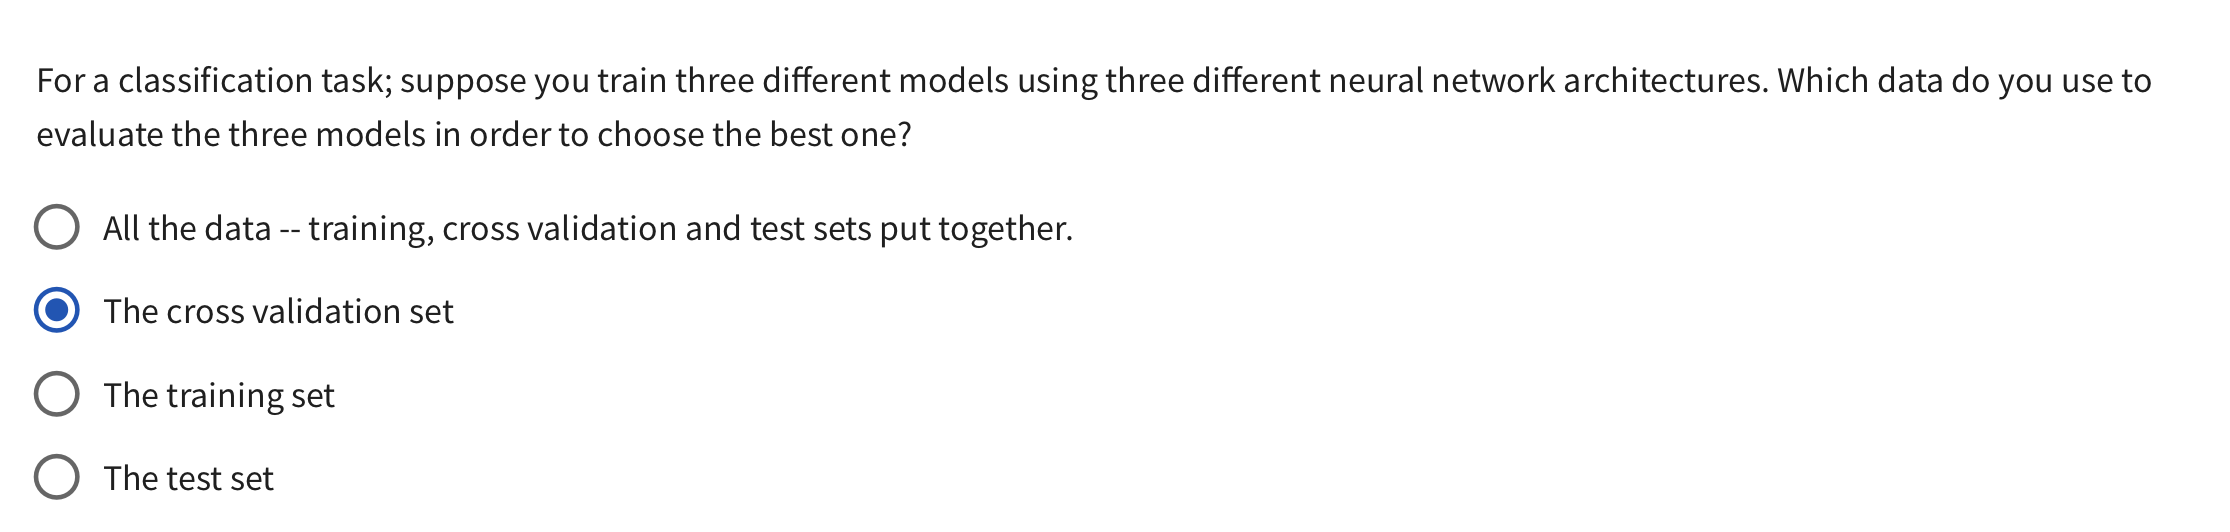 For a classification task; suppose you train three different models using three different neural network architectures. Which data do you use to
evaluate the three models in order to choose the best one?
All the data -- training, cross validation and test sets put together.
The cross validation set
The training set
The test set